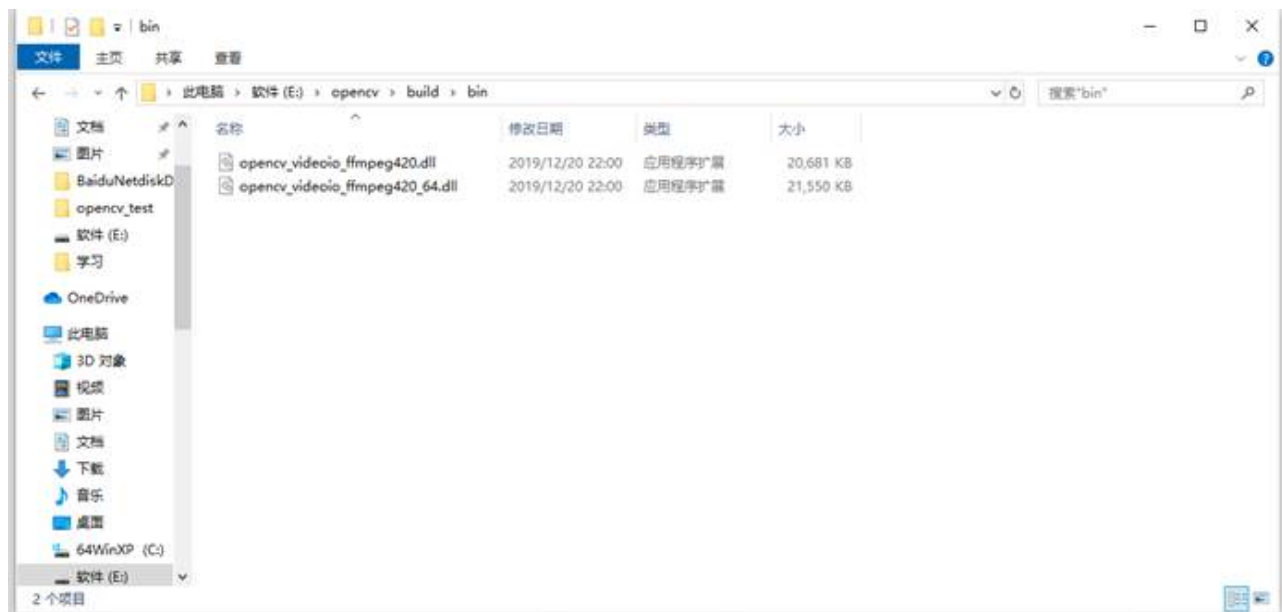 bin
文件 主页 共享 查看
此电脑 › 软件 (E:) › opencv › build › bin
搜索"bin"
名称 修改日期 类型 大小
opencv_videoio_ffmpeg420.dll 2019/12/20 22:00 应用程序扩展 20,681 KB
opencv_videoio_ffmpeg420_64.dll 2019/12/20 22:00 应用程序扩展 21,550 KB
文档
图片
BaiduNetdiskD
opencv_test
软件 (E:)
学习
OneDrive
此电脑
3D 对象
视频
图片
文档
下载
音乐
桌面
64WinXP (C:)
软件 (E:)
2 个项目